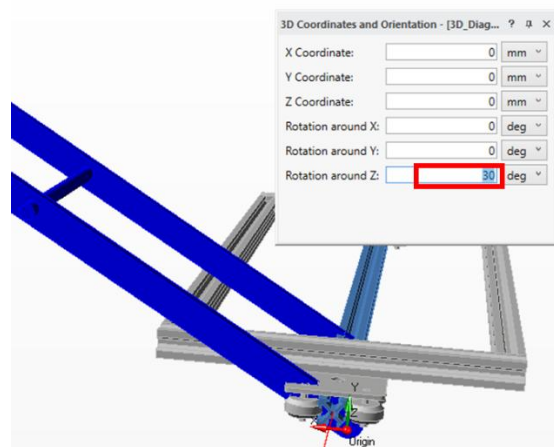 3D Coordinates and Orientation - [3D_Diag... ? X
X Coordinate: 0 mm
Y Coordinate: 0 mm
Z Coordinate: 0 mm
Rotation around X: 0 deg
Rotation around Y: 0 deg
Rotation around Z: 30 deg
Y
Z
Origin